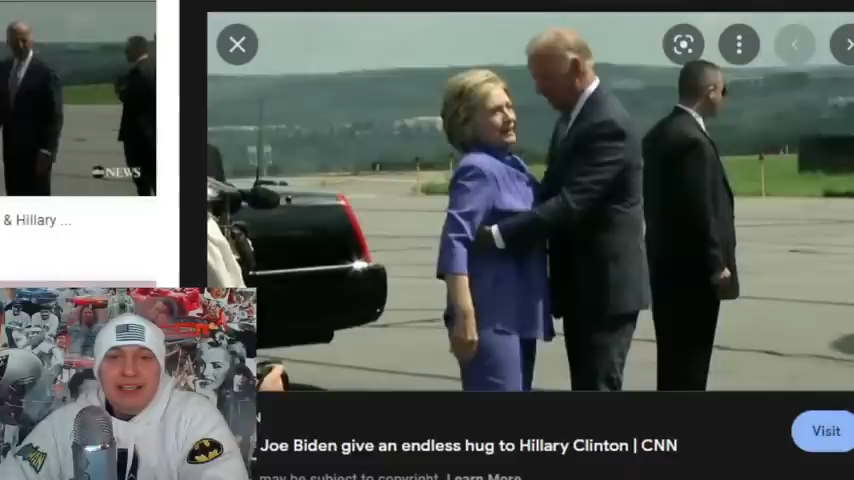 NEWS
& Hillary ...
Joe Biden give an endless hug to Hillary Clinton | CNN
Visit
may be subject to copyright. Learn More